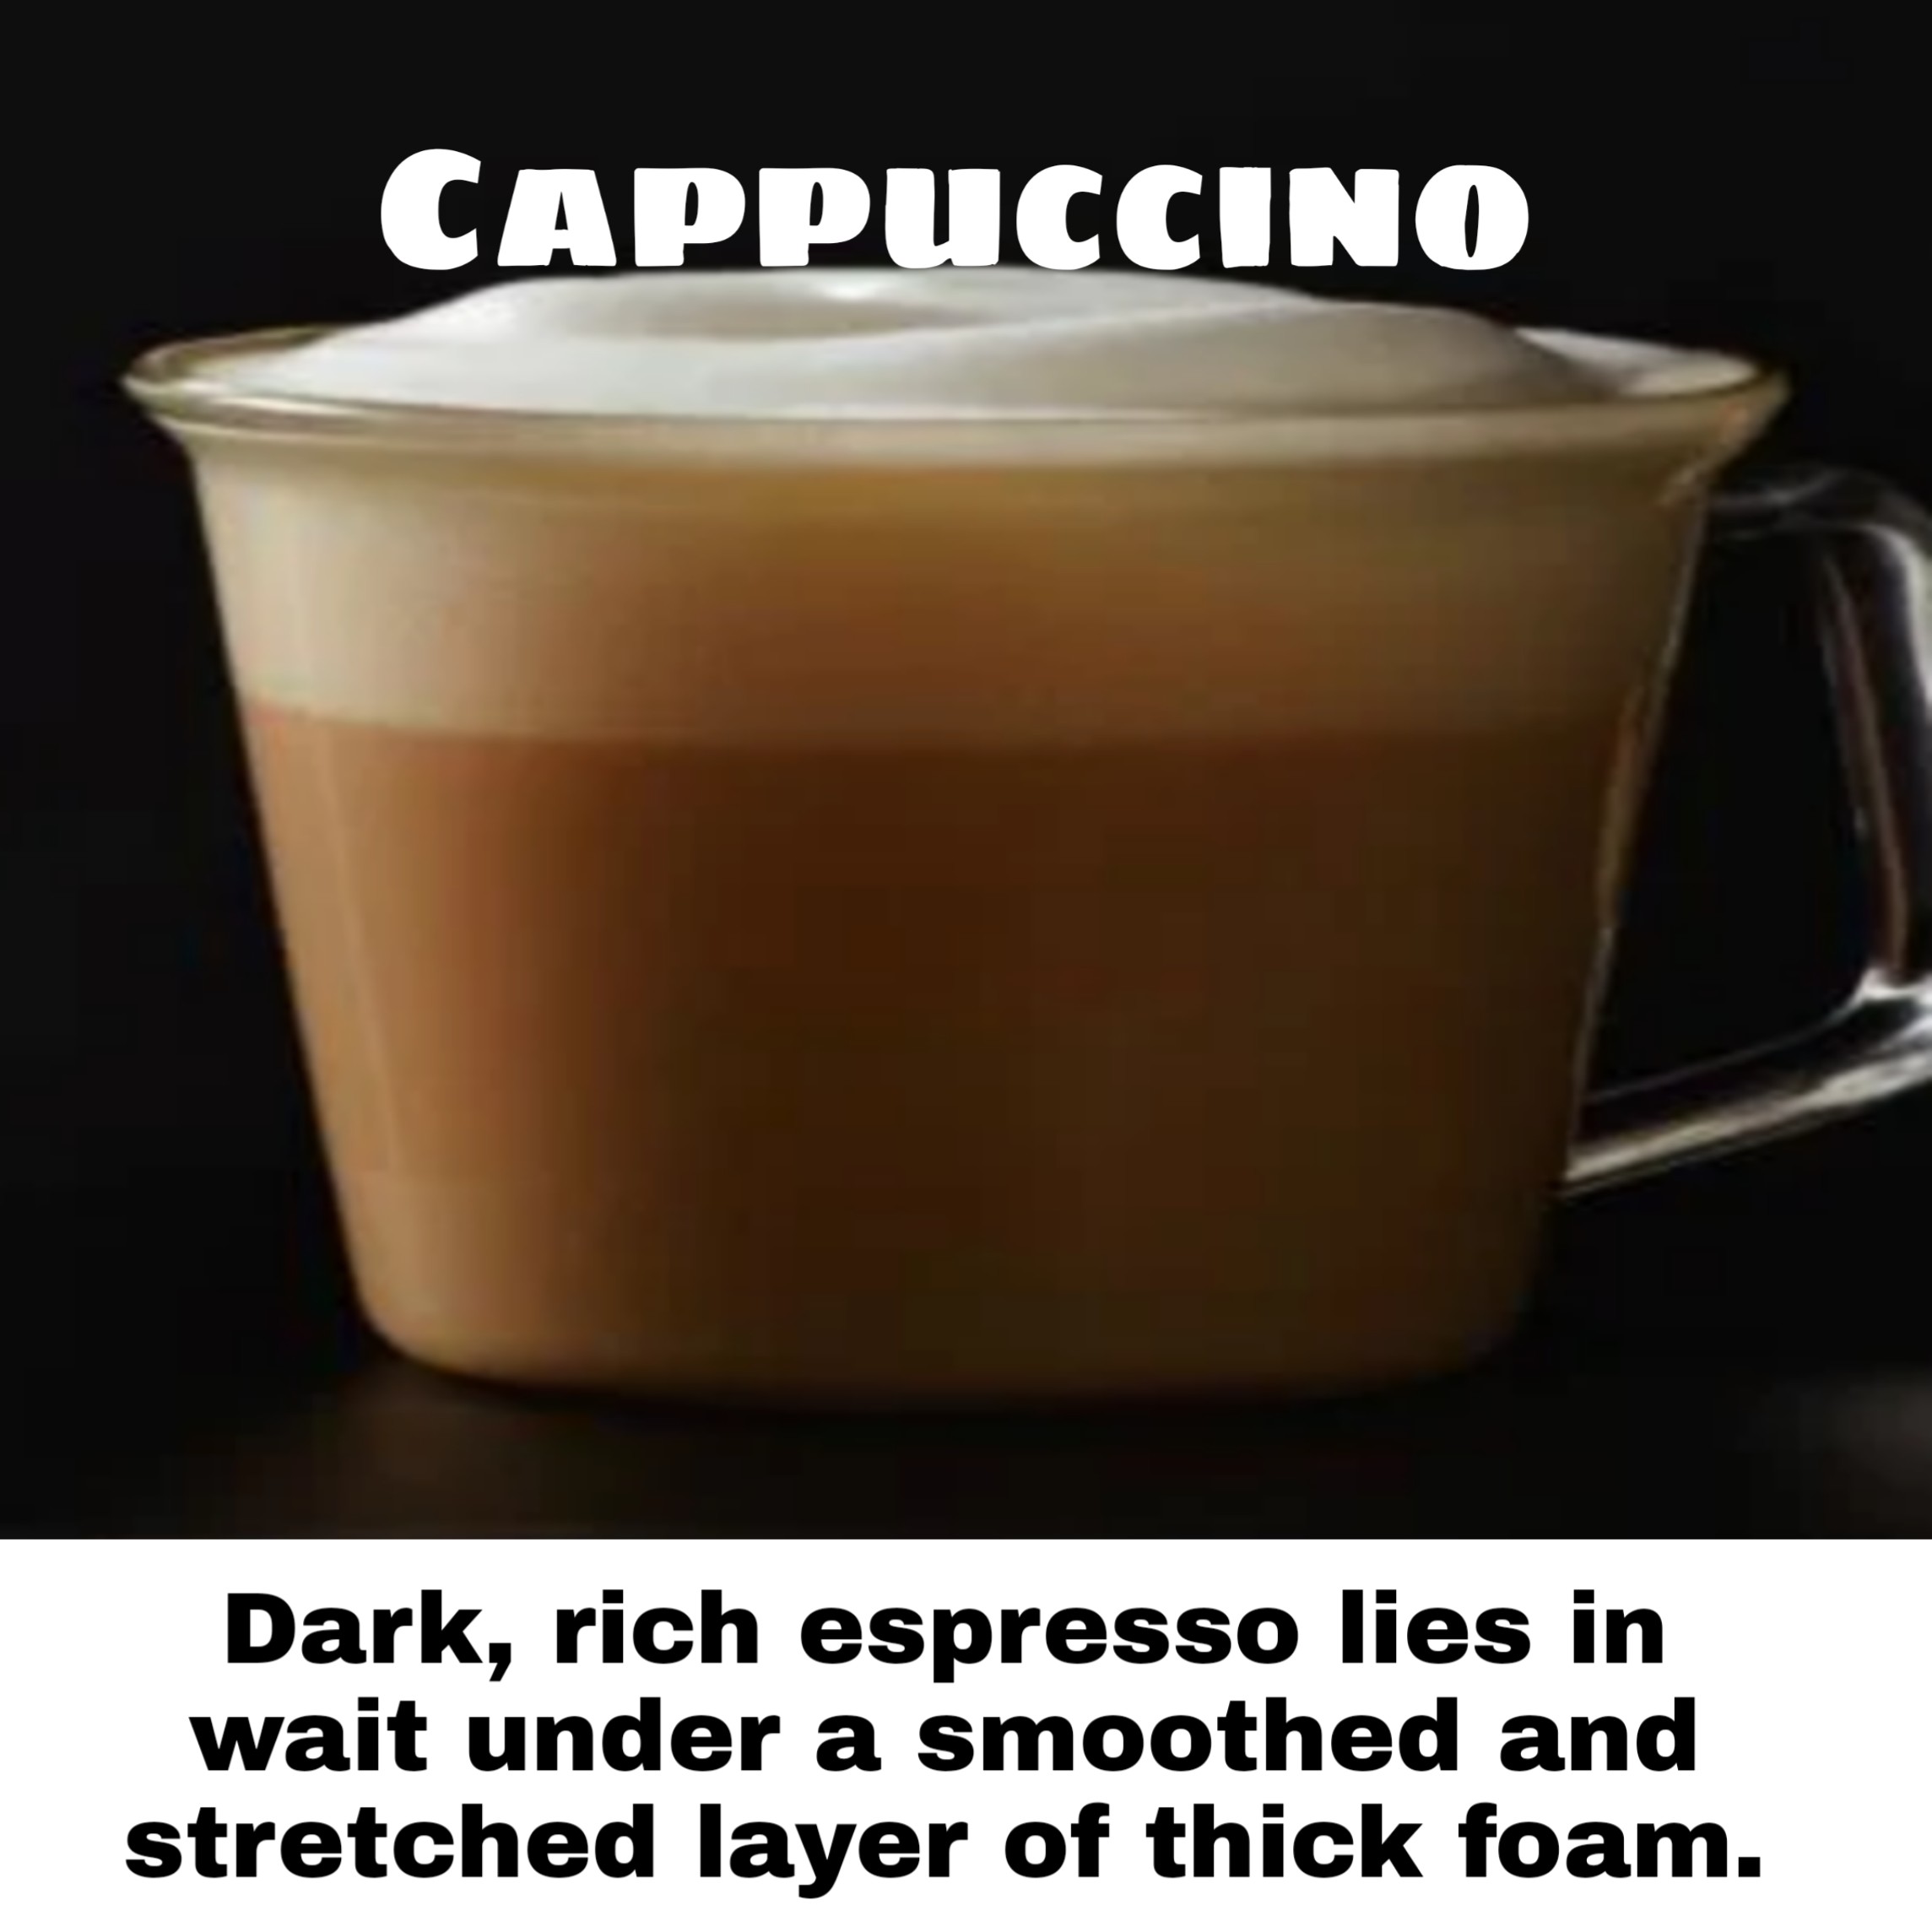 Cappuccino
Dark, rich espresso lies in
wait under a smoothed and
stretched layer of thick foam.